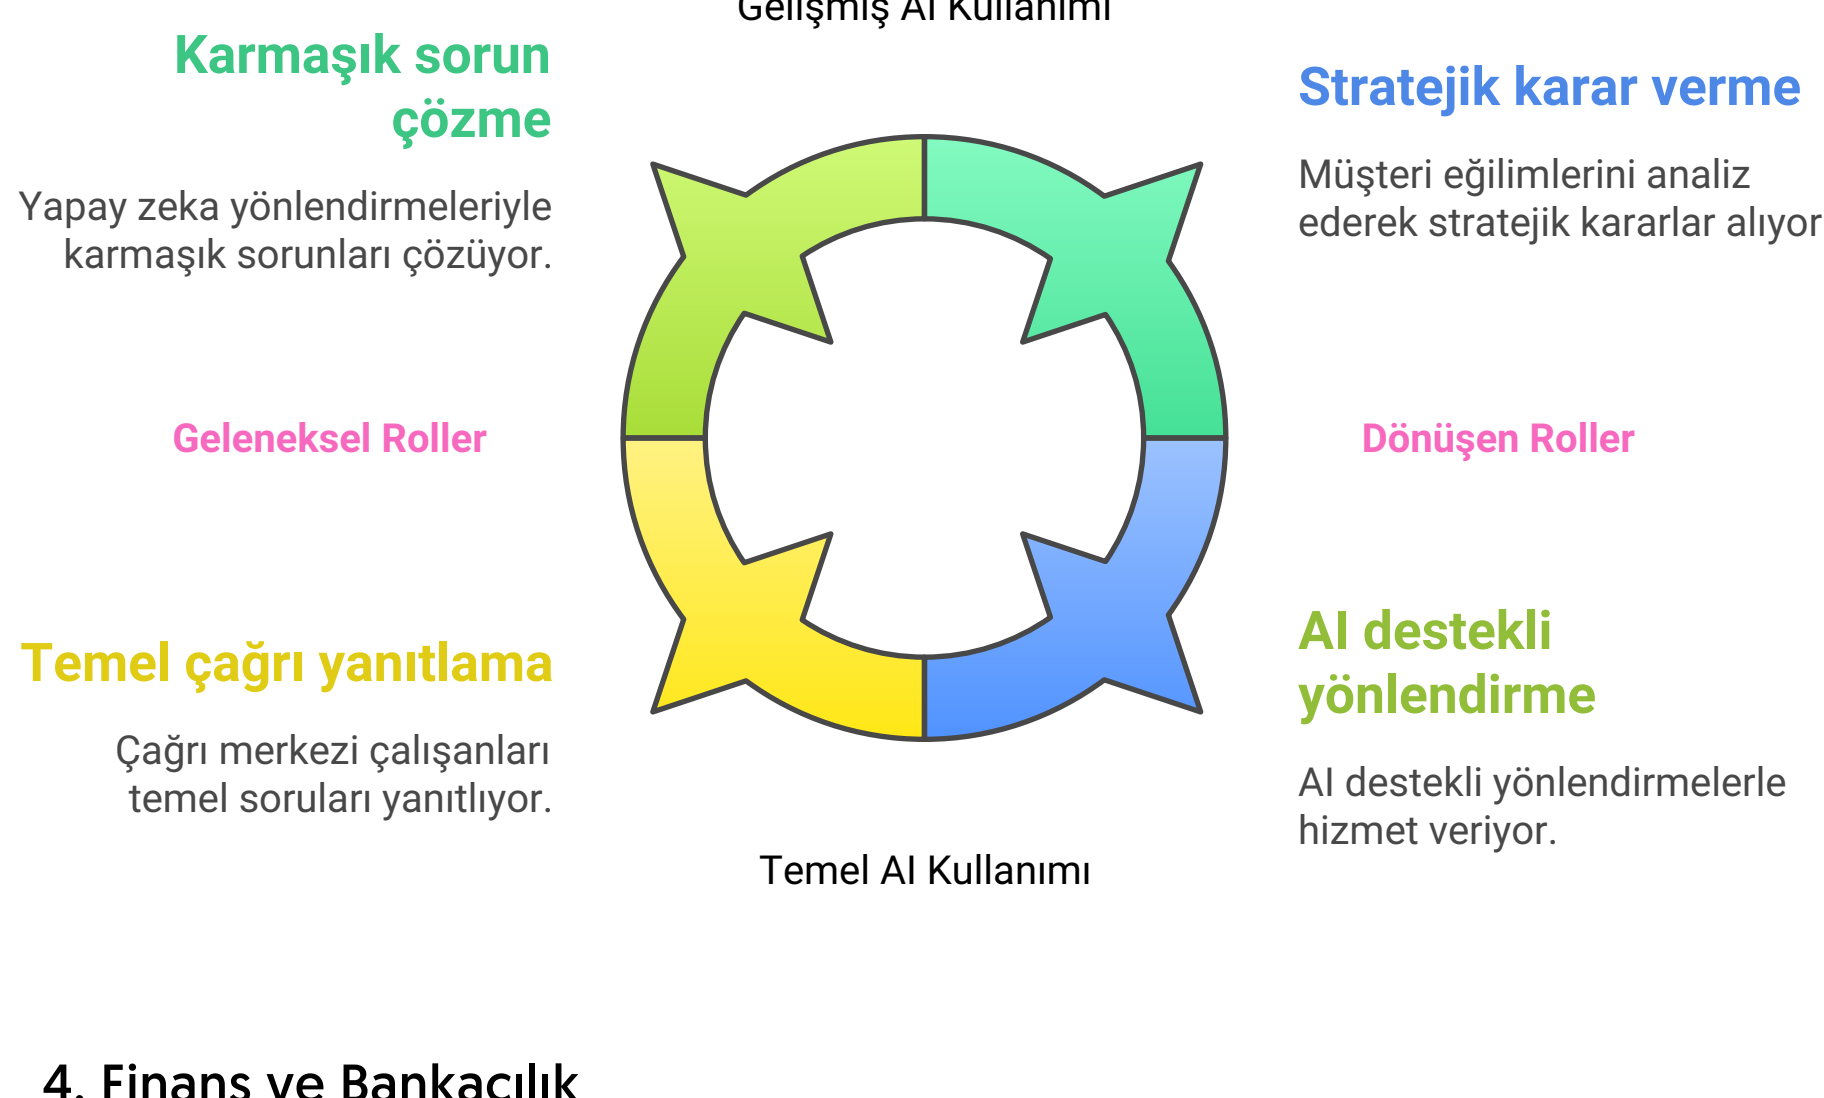 Gelişmiş AI Kullanımı
Karmaşık sorun
çözme
Yapay zeka yönlendirmeleriyle
karmaşık sorunları çözüyor.
Stratejik karar verme
Müşteri eğilimlerini analiz
ederek stratejik kararlar alıyor
Geleneksel Roller
Dönüşen Roller
Temel çağrı yanıtlama
Çağrı merkezi çalışanları
temel soruları yanıtlıyor.
AI destekli
yönlendirme
AI destekli yönlendirmelerle
hizmet veriyor.
Temel AI Kullanımı
4. Finans ve Bankacılık